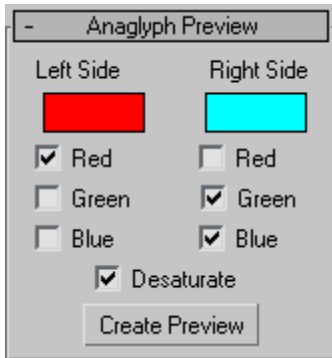 - Anaglyph Preview
Left Side Right Side
Red Red
Green Green
Blue Blue
Desaturate
Create Preview